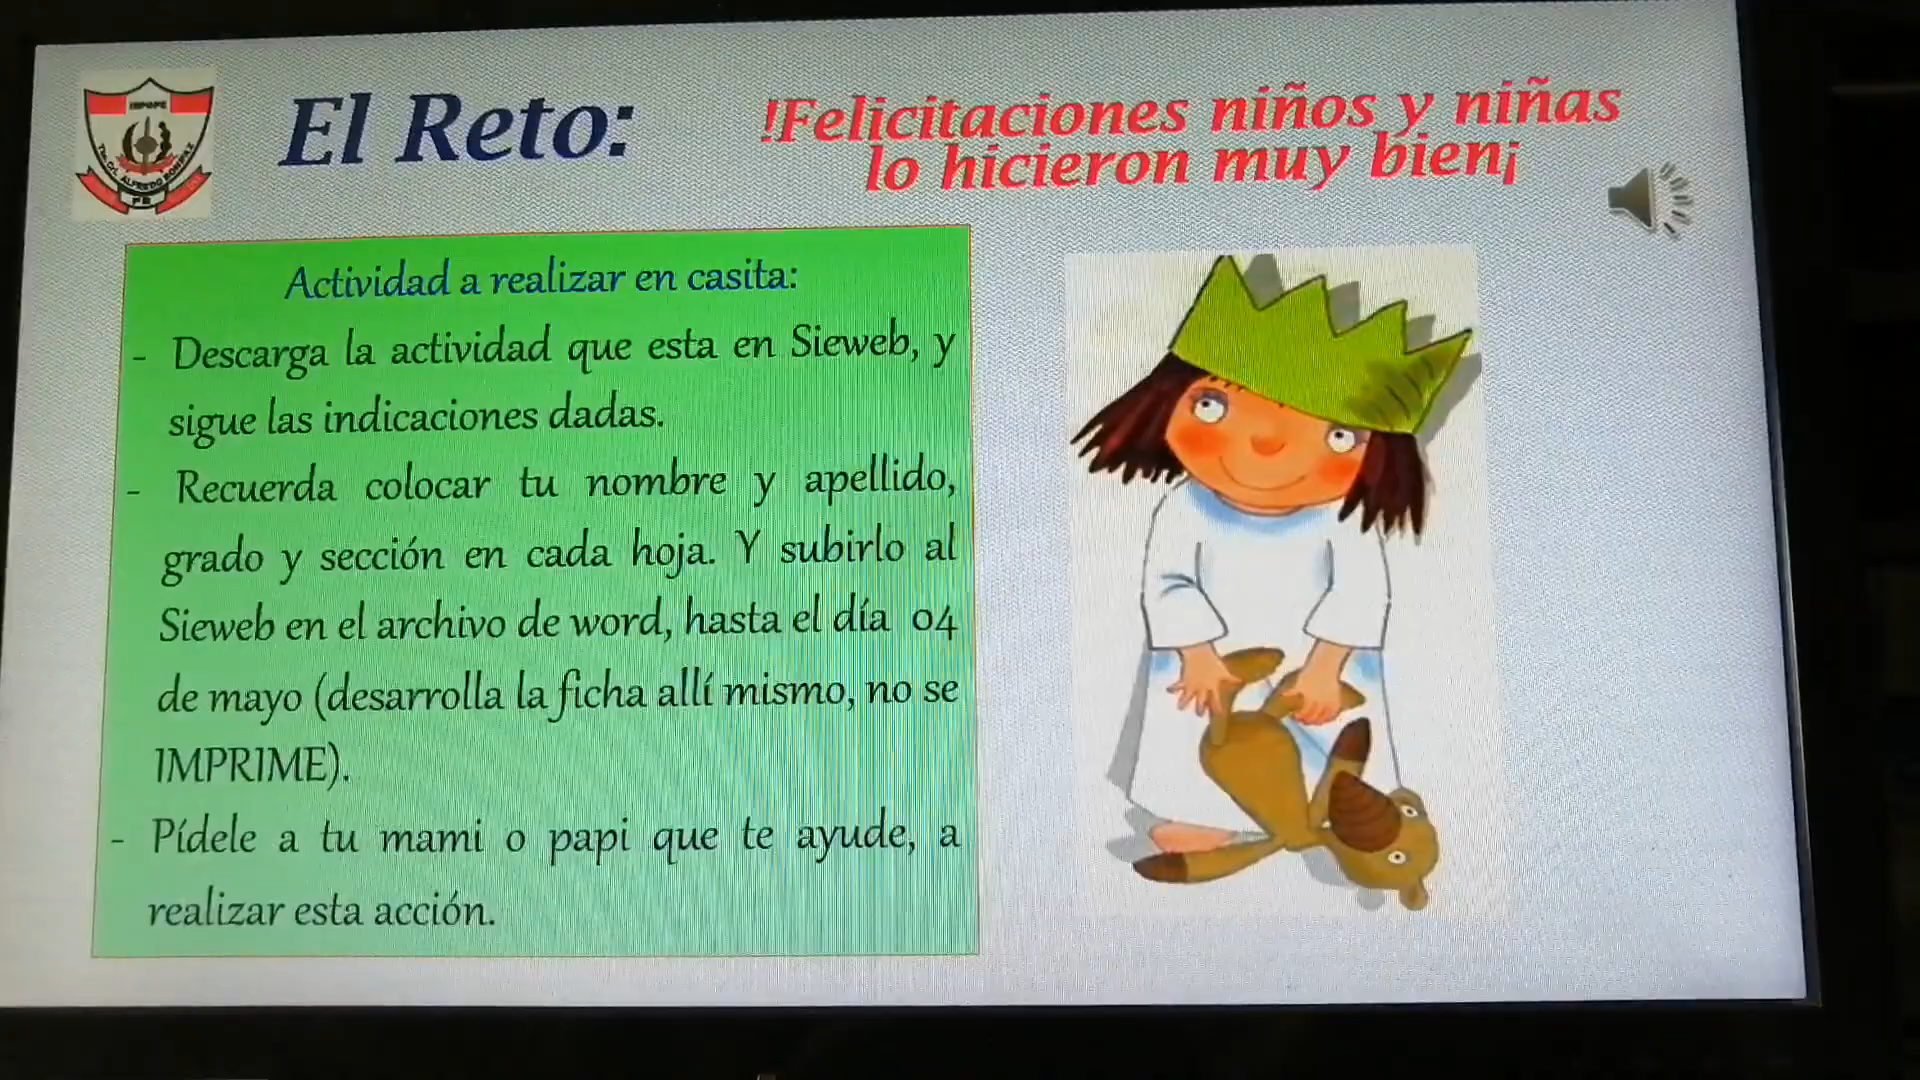 El Reto:
!Felicitaciones niños y niñas
lo hicieron muy bien¡
Actividad a realizar en casita:
- Descarga la actividad que esta en Sieweb, y
sigue las indicaciones dadas.
- Recuerda colocar tu nombre y apellido,
grado y sección en cada hoja. Y subirlo al
Sieweb en el archivo de word, hasta el día 04
de mayo (desarrolla la ficha allí mismo, no se
IMPRIME).
- Pídele a tu mami o papi que te ayude, a
realizar esta acción.